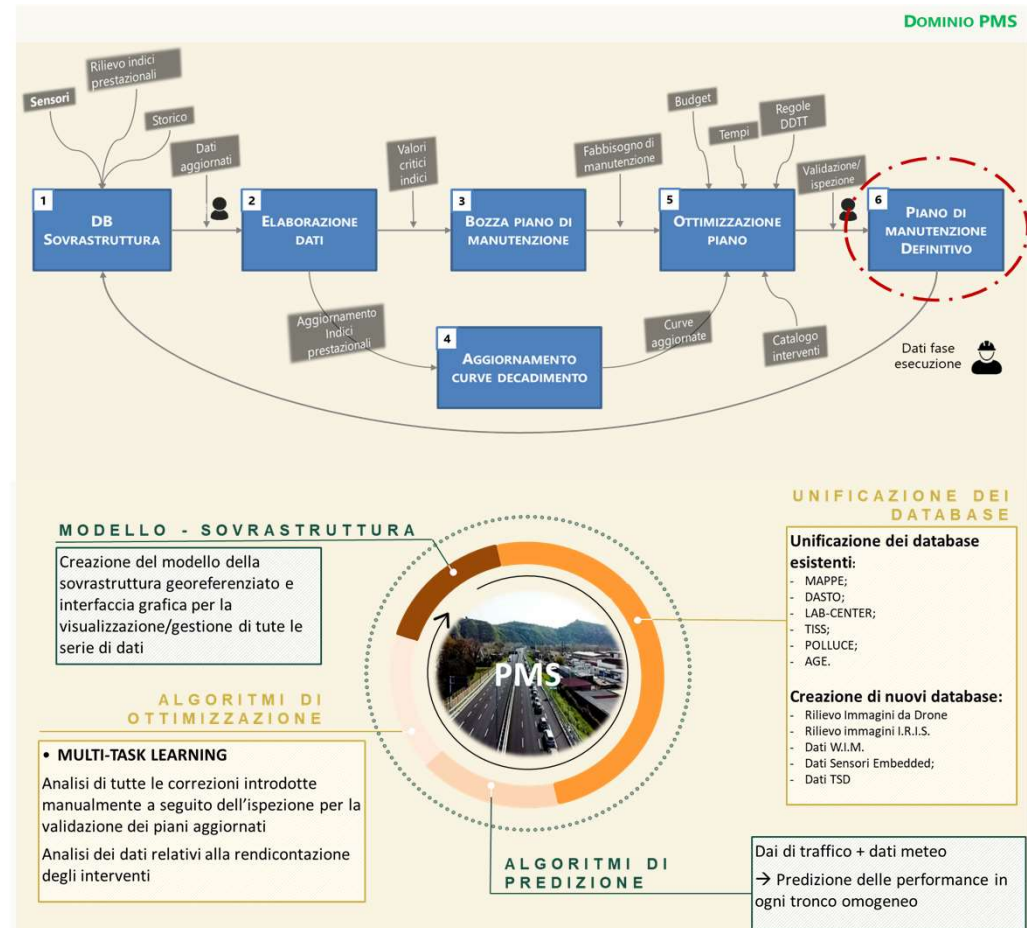 DOMINIO PMS
Sensori
Rilievo indici
prestazionali
Storico
Dati
aggiornati
Valori
critici
indici
Fabbisogno di
manutenzione
Budget
Tempi
Regole
DDTT
Validazione/
ispezione
1
DB
SOVRASTRUTTURA
2
ELABORAZIONE
DATI
3
BOZZA PIANO DI
MANUTENZIONE
5
OTTIMIZZAZIONE
PIANO
6
PIANO DI
MANUTENZIONE
DEFINITIVO
Aggiornamento
Indici
prestazionali
4
AGGIORNAMENTO
CURVE DECADIMENTO
Curve
aggiornate
Catalogo
interventi
Dati fase
esecuzione
MODELLO - SOVRASTRUTTURA
Creazione del modello della
sovrastruttura georeferenziato e
interfaccia grafica per la
visualizzazione/gestione di tute le
serie di dati
UNIFICAZIONE DEI
DATABASE
Unificazione dei database
esistenti:
- MAPPE;
- DASTO;
- LAB-CENTER;
- TISS;
- POLLUCE;
- AGE.
Creazione di nuovi database:
- Rilievo Immagini da Drone
- Rilievo immagini I.R.I.S.
- Dati W.I.M.
- Dati Sensori Embedded;
- Dati TSD
PMS
ALGORITMI DI
OTTIMIZZAZIONE
• MULTI-TASK LEARNING
Analisi di tutte le correzioni introdotte
manualmente a seguito dell'ispezione per la
validazione dei piani aggiornati
Analisi dei dati relativi alla rendicontazione
degli interventi
ALGORITMI DI
PREDIZIONE
Dai di traffico + dati meteo
→ Predizione delle performance in
ogni tronco omogeneo